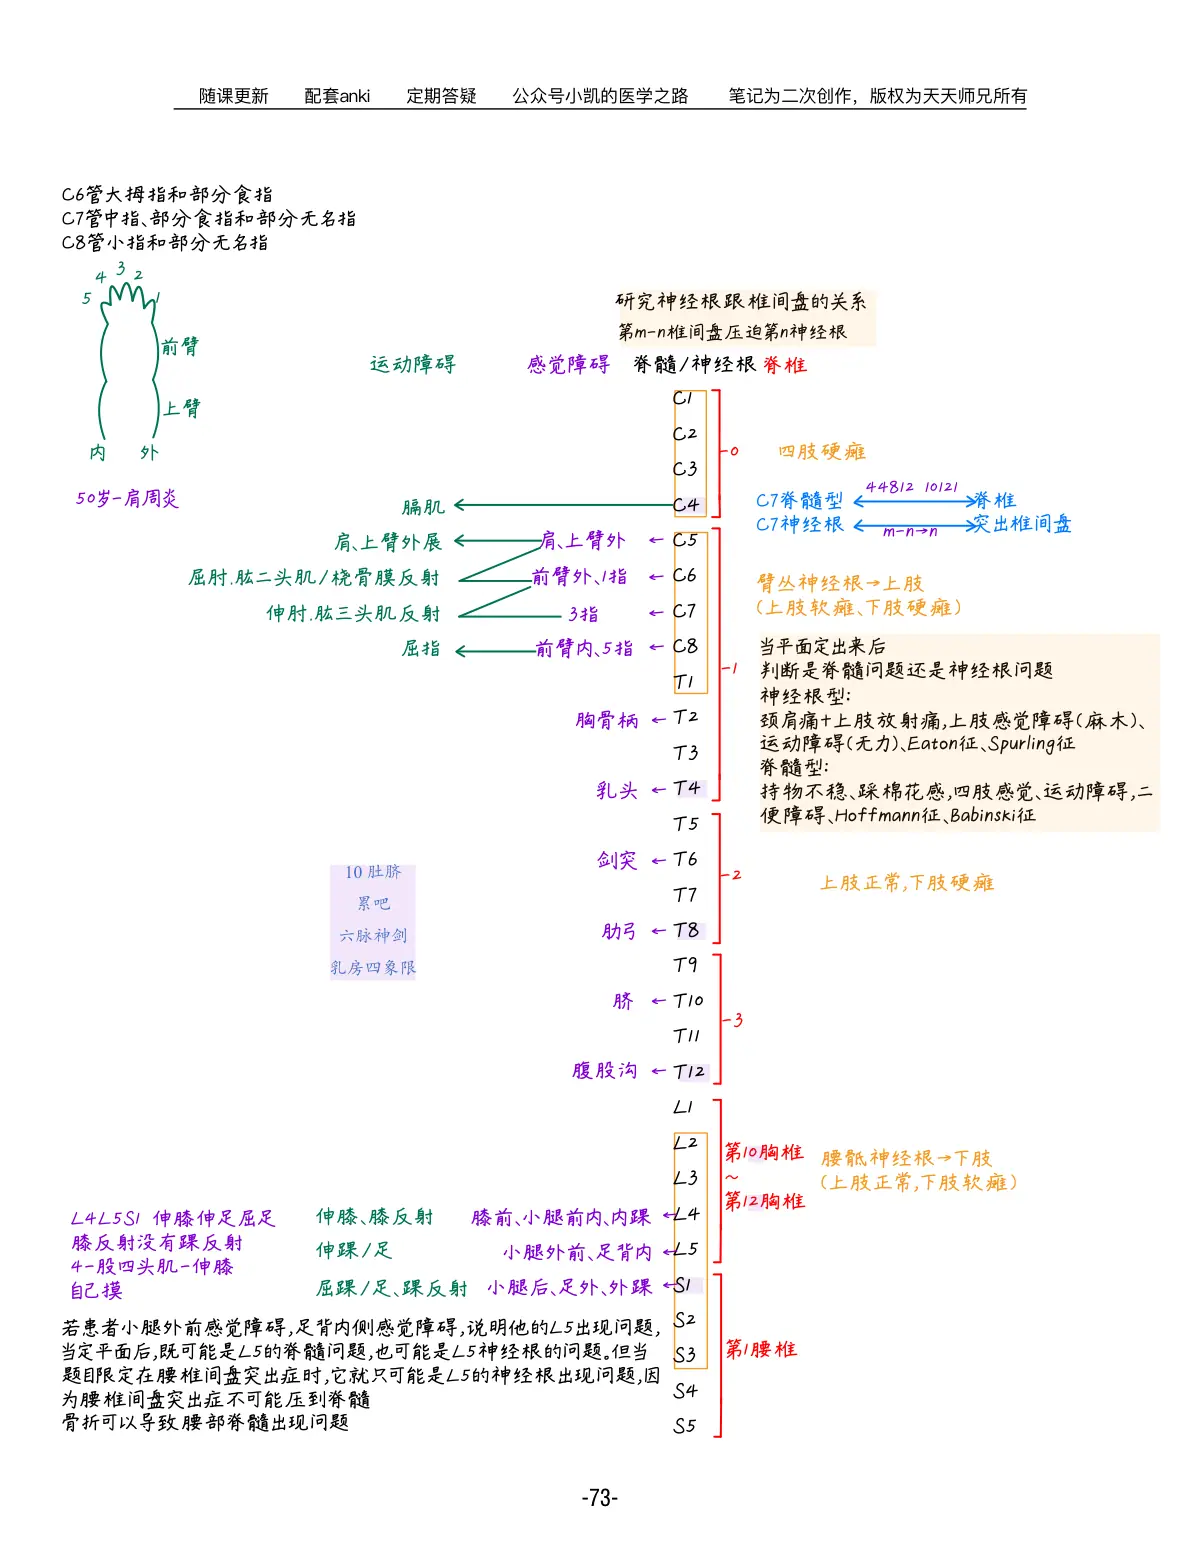 随课更新 配套anki 定期答疑 公众号小凯的医学之路 笔记为二次创作，版权为天天师兄所有
C6管大拇指和部分食指
C7管中指、部分食指和部分无名指
C8管小指和部分无名指
5 4 3 2 1
前臂
上臂
内 外
50岁-肩周炎
研究神经根跟椎间盘的关系
第m-n椎间盘压迫第n神经根
运动障碍 感觉障碍 脊髓/神经根 脊椎
C1
C2
-0 四肢硬瘫
C3
膈肌 C4
44812 10121
C7脊髓型 脊椎
C7神经根 突出椎间盘
m-n→n
肩、上臂外展 肩、上臂外 ← C5
屈肘.肱二头肌/桡骨膜反射 前臂外、1指 ← C6
伸肘.肱三头肌反射 3指 ← C7
屈指 前臂内、5指 ← C8
臂丛神经根→上肢
(上肢软瘫、下肢硬瘫)
T1
-1
胸骨柄 ← T2
T3
乳头 ← T4
当平面定出来后
判断是脊髓问题还是神经根问题
神经根型:
颈肩痛+上肢放射痛,上肢感觉障碍(麻木)、
运动障碍(无力)、Eaton征、Spurling征
脊髓型:
持物不稳、踩棉花感,四肢感觉、运动障碍,二
便障碍、Hoffmann征、Babinski征
T5
剑突 ← T6
-2 上肢正常,下肢硬瘫
T7
肋弓 ← T8
10 肚脐
累吧
六脉神剑
乳房四象限
T9
脐 ← T10
-3
T11
腹股沟 ← T12
L1
L2
L3
第10胸椎
~
第12胸椎
腰骶神经根→下肢
(上肢正常,下肢软瘫)
伸膝、膝反射 膝前、小腿前内、内踝 ← L4
伸踝/足 小腿外前、足背内 ← L5
屈踝/足、踝反射 小腿后、足外、外踝 ← S1
L4L5S1 伸膝伸足屈足
膝反射没有踝反射
4-股四头肌-伸膝
自己摸
S2
S3
第1腰椎
S4
S5
若患者小腿外前感觉障碍,足背内侧感觉障碍,说明他的L5出现问题,
当定平面后,既可能是L5的脊髓问题,也可能是L5神经根的问题。但当
题目限定在腰椎间盘突出症时,它就只可能是L5的神经根出现问题,因
为腰椎间盘突出症不可能压到脊髓
骨折可以导致腰部脊髓出现问题
-73-